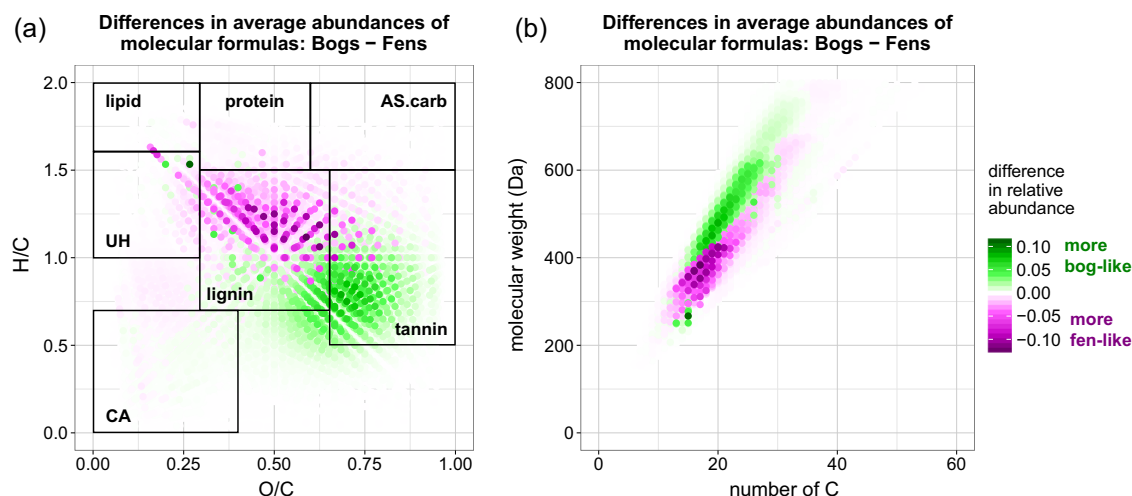 (a)
Differences in average abundances of
molecular formulas: Bogs − Fens
2.0
1.5
1.0
0.5
0.0
H/C
lipid
protein
AS.carb
UH
lignin
tannin
CA
0.00
0.25
0.50
0.75
1.00
O/C
(b)
Differences in average abundances of
molecular formulas: Bogs − Fens
800
600
400
200
0
molecular weight (Da)
0
20
40
60
number of C
difference
in relative
abundance
0.10
0.05
0.00
−0.05
−0.10
more
bog-like
more
fen-like